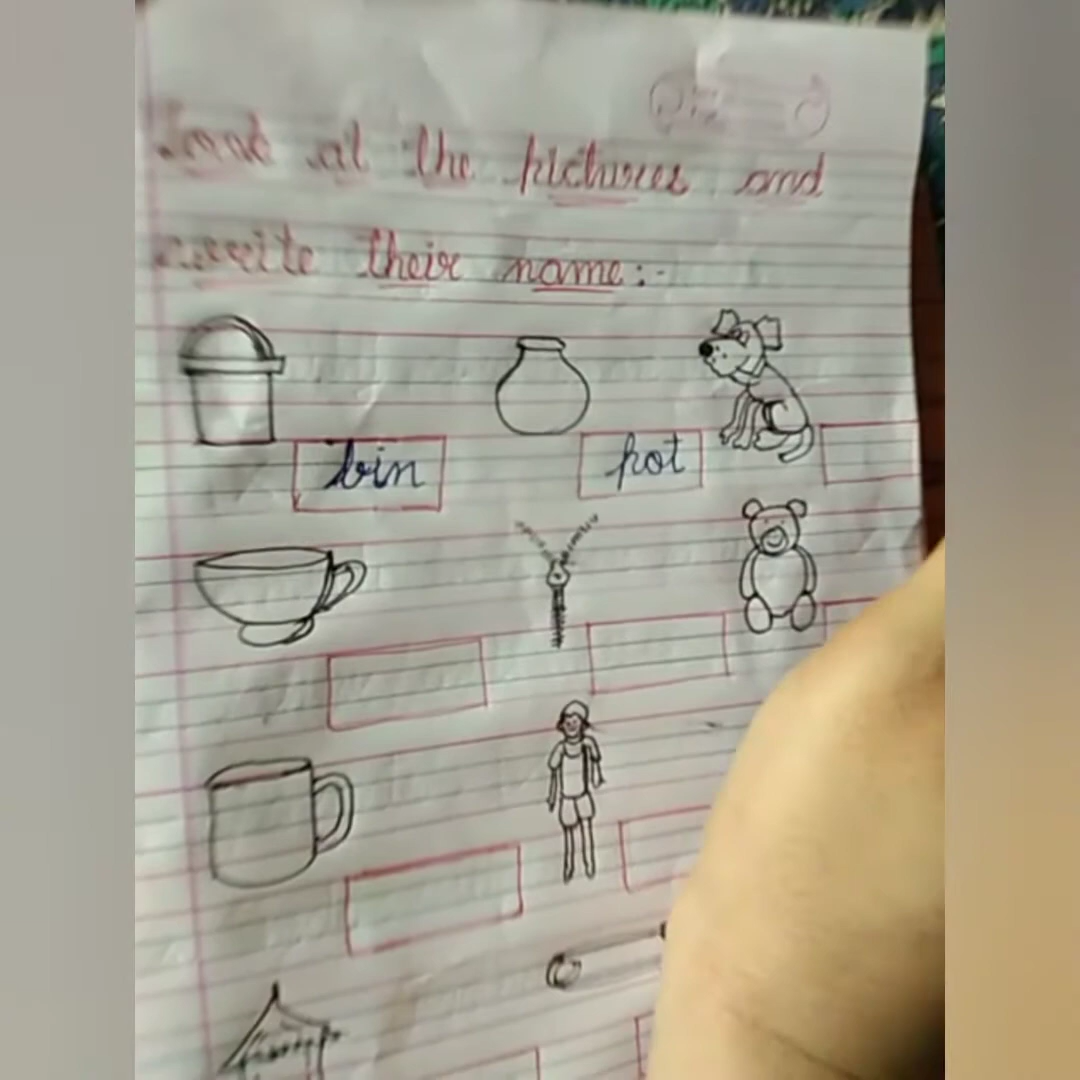 Look at the pictures and
write their name:-
bin pot